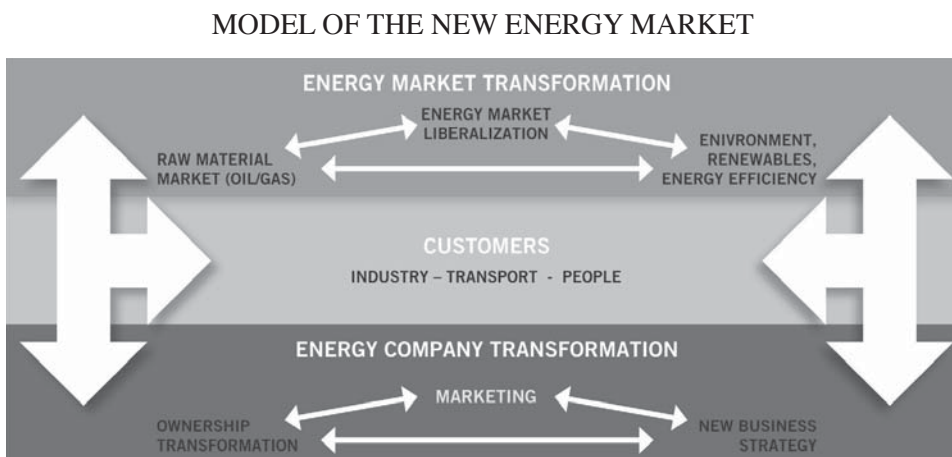 MODEL OF THE NEW ENERGY MARKET
ENERGY MARKET TRANSFORMATION
ENERGY MARKET
LIBERALIZATION
RAW MATERIAL
MARKET (OIL/GAS)
ENIVRONMENT,
RENEWABLES,
ENERGY EFFICIENCY
CUSTOMERS
INDUSTRY – TRANSPORT - PEOPLE
ENERGY COMPANY TRANSFORMATION
MARKETING
OWNERSHIP
TRANSFORMATION
NEW BUSINESS
STRATEGY